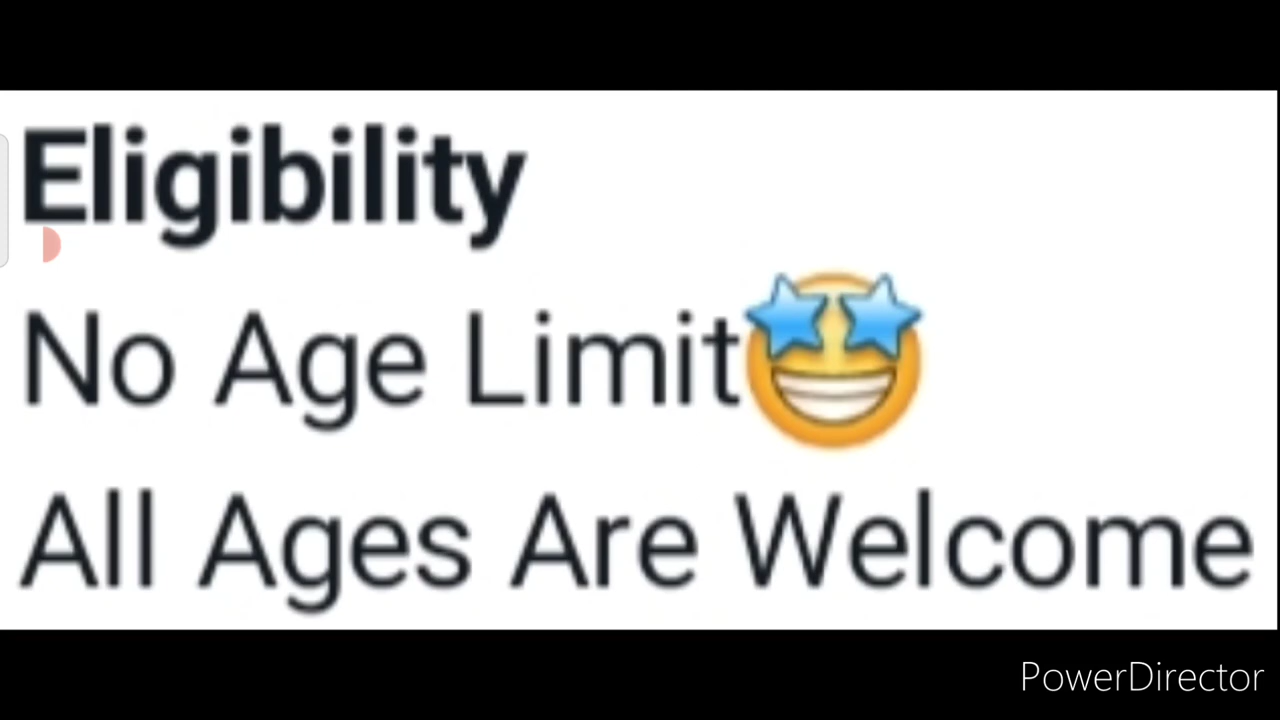 Eligibility
No Age Limit🤩
All Ages Are Welcome
PowerDirector